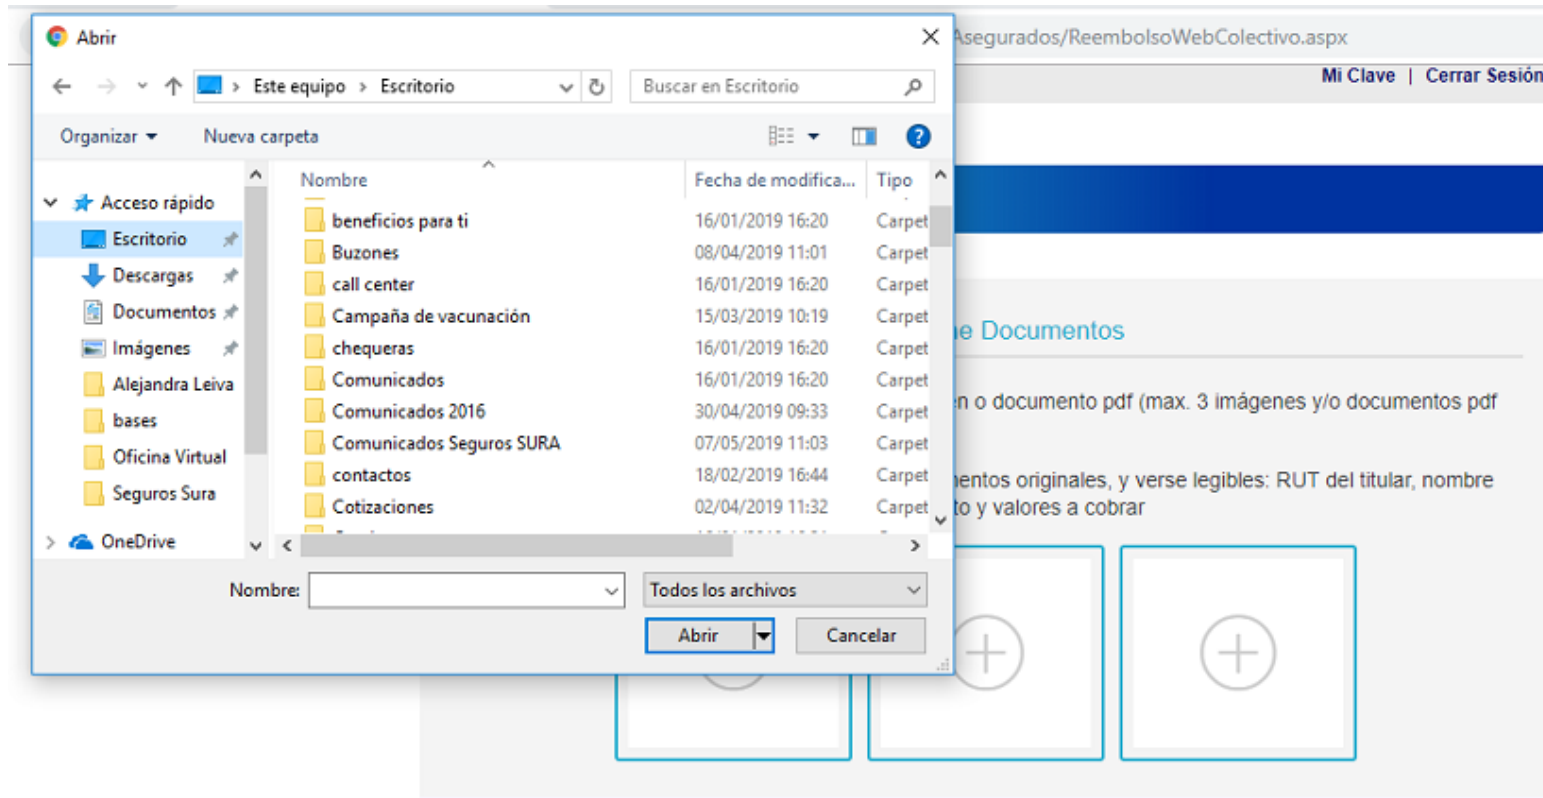 Abrir
Asegurados/ReembolsoWebColectivo.aspx
Mi Clave | Cerrar Sesión
Este equipo > Escritorio
Buscar en Escritorio
Organizar
Nueva carpeta
Nombre
Fecha de modifica...
Tipo
Acceso rápido
Escritorio
Descargas
Documentos
Imágenes
Alejandra Leiva
bases
Oficina Virtual
Seguros Sura
OneDrive
beneficios para ti 16/01/2019 16:20 Carpet
Buzones 08/04/2019 11:01 Carpet
call center 16/01/2019 16:20 Carpet
Campaña de vacunación 15/03/2019 10:19 Carpet
chequeras 16/01/2019 16:20 Carpet
Comunicados 16/01/2019 16:20 Carpet
Comunicados 2016 30/04/2019 09:33 Carpet
Comunicados Seguros SURA 07/05/2019 11:03 Carpet
contactos 18/02/2019 16:44 Carpet
Cotizaciones 02/04/2019 11:32 Carpet
Nombre:
Todos los archivos
Abrir
Cancelar
ne Documentos
n o documento pdf (max. 3 imágenes y/o documentos pdf
entos originales, y verse legibles: RUT del titular, nombre
to y valores a cobrar